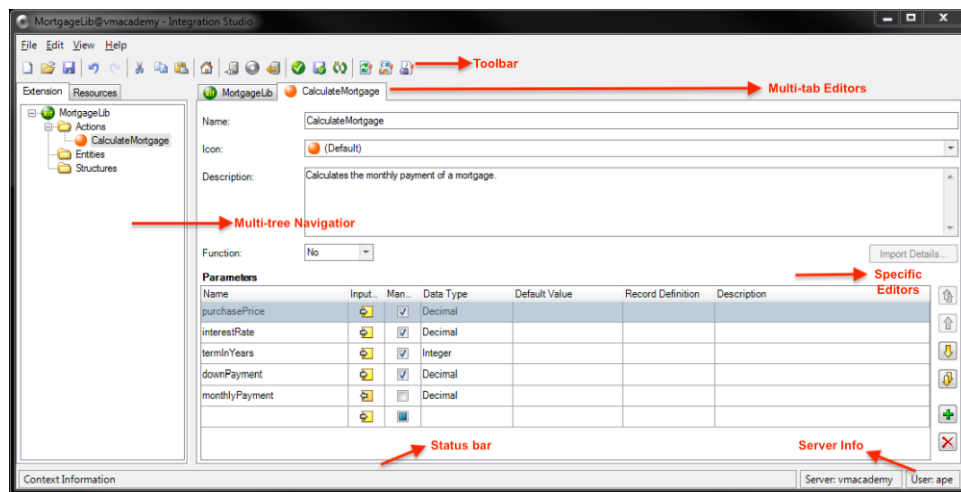 MortgageLib@vmacademy - Integration Studio
File Edit View Help
Toolbar
Extension Resources
MortgageLib CalculateMortgage
Multi-tab Editors
MortgageLib
Actions
CalculateMortgage
Entities
Structures
Name: CalculateMortgage
Icon: (Default)
Description: Calculates the monthly payment of a mortgage.
Multi-tree Navigatior
Function: No
Import Details...
Parameters
Specific Editors
Name Input... Man... Data Type Default Value Record Definition Description
purchasePrice Decimal
interestRate Decimal
termInYears Integer
downPayment Decimal
monthlyPayment Decimal
Status bar
Server Info
Context Information
Server: vmacademy
User: ape